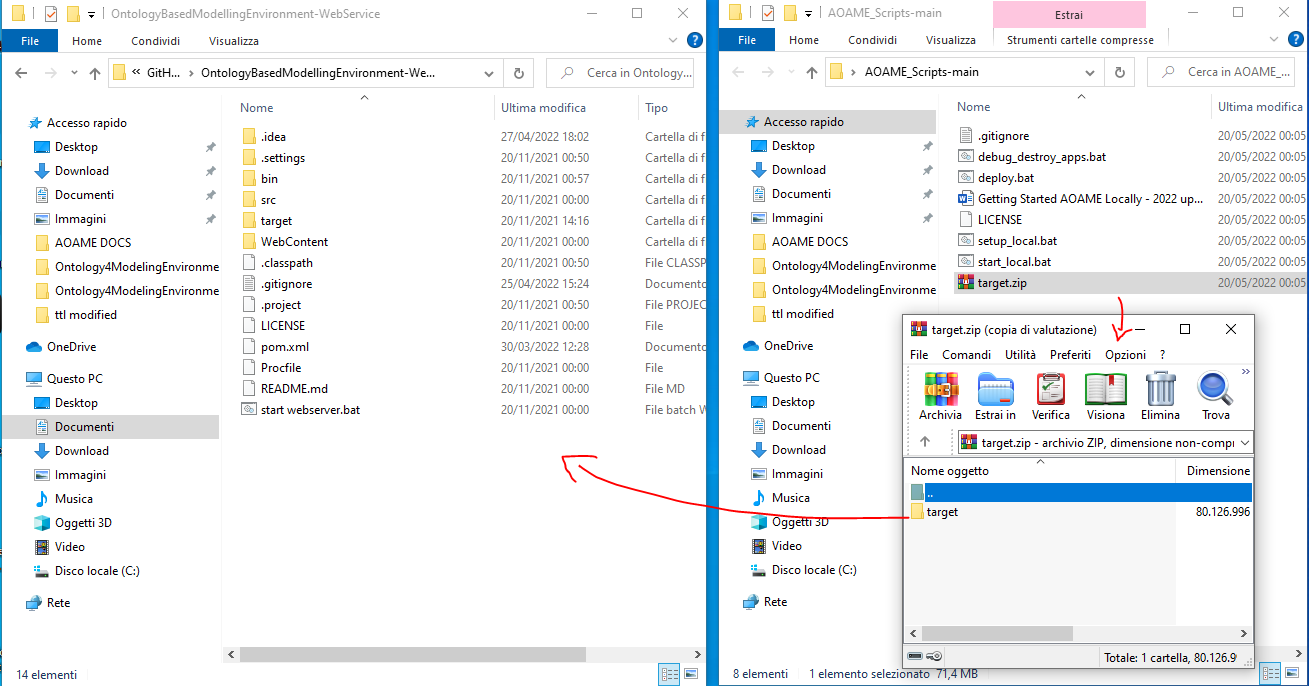 OntologyBasedModellingEnvironment-WebService
File Home Condividi Visualizza
« GitH... › OntologyBasedModellingEnvironment-We...
Cerca in Ontology...
Accesso rapido
Desktop
Download
Documenti
Immagini
AOAME DOCS
Ontology4ModelingEnvironme
Ontology4ModelingEnvironme
ttl modified
OneDrive
Questo PC
Desktop
Documenti
Download
Immagini
Musica
Oggetti 3D
Video
Disco locale (C:)
Rete
Nome Ultima modifica Tipo
.idea 27/04/2022 18:02 Cartella di f
.settings 20/11/2021 00:50 Cartella di f
bin 20/11/2021 00:57 Cartella di f
src 20/11/2021 00:00 Cartella di f
target 20/11/2021 14:16 Cartella di f
WebContent 20/11/2021 00:00 Cartella di f
.classpath 20/11/2021 00:50 File CLASSP
.gitignore 25/04/2022 15:24 Documento
.project 20/11/2021 00:50 File PROJEC
LICENSE 20/11/2021 00:00 File
pom.xml 30/03/2022 12:28 Documento
Procfile 20/11/2021 00:00 File
README.md 20/11/2021 00:00 File MD
start webserver.bat 20/11/2021 00:00 File batch W
14 elementi
AOAME_Scripts-main
Estrai
File Home Condividi Visualizza Strumenti cartelle compresse
› AOAME_Scripts-main
Cerca in AOAME_...
Accesso rapido
Desktop
Download
Documenti
Immagini
AOAME DOCS
Ontology4ModelingEnvironme
Ontology4ModelingEnvironme
ttl modified
OneDrive
Questo PC
Desktop
Documenti
Download
Immagini
Musica
Oggetti 3D
Video
Disco locale (C:)
Rete
Nome Ultima modifica
.gitignore 20/05/2022 00:05
debug_destroy_apps.bat 20/05/2022 00:05
deploy.bat 20/05/2022 00:05
Getting Started AOAME Locally - 2022 up... 20/05/2022 00:05
LICENSE 20/05/2022 00:05
setup_local.bat 20/05/2022 00:05
start_local.bat 20/05/2022 00:05
target.zip 20/05/2022 00:05
target.zip (copia di valutazione)
File Comandi Utilità Preferiti Opzioni ?
Archivia Estrai in Verifica Visiona Elimina Trova
target.zip - archivio ZIP, dimensione non-compr
Nome oggetto Dimensione
..
target 80.126.996
Totale: 1 cartella, 80.126.9
8 elementi 1 elemento selezionato 71,4 MB